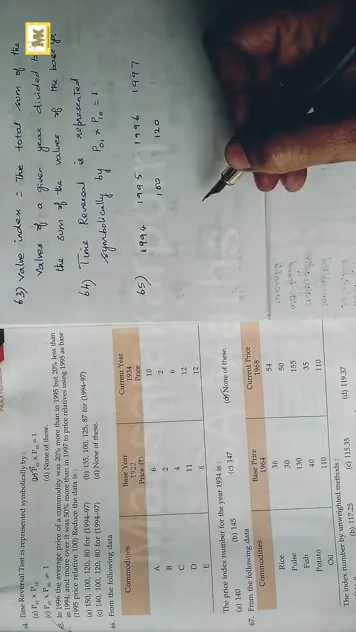 MK
63) Value index = The total sum of the
values of a given year divided
the sum of the values of the base
64) Time Reversal is represented
symbolically by P01 x P10 = 1
65) 1994 1995 1996 1997
100 120
64. Time Reversal Test is represented symbolically by :
(a) P01 x P10
P01 x P10 = 1
(c) P01 x P10 ≠ 1
(d) None of these.
65. In 1996 the average price of a commodity was 20% more than in 1995 but 20% less than
in 1994; and more over it was 50% more than in 1997 to price relatives using 1995 as base
(1995 price relative 100) Reduce the data is :
(a) 150, 100, 120, 80 for (1994–97)
(b) 135, 100, 125, 87 for (1994–97)
(c) 140, 100, 120, 80 for (1994–97)
(d) None of these.
66. From the following data
Commodities Base Year Current Year
1922 1934
Price (₹) Price
A 6 10
B 2 2
C 4 6
D 11 12
E 8 12
The price index number for the year 1934 is :
(a) 140
(b) 145
(c) 147
None of these.
67. From the following data
Commodities Base Price Current Price
1964 1968
Rice 36 54
Pulse 30 50
Fish 130 155
Potato 40 35
Oil 110 110
The index number by unweighted methods :
(b) 117.25
(c) 115.35
(d) 119.37